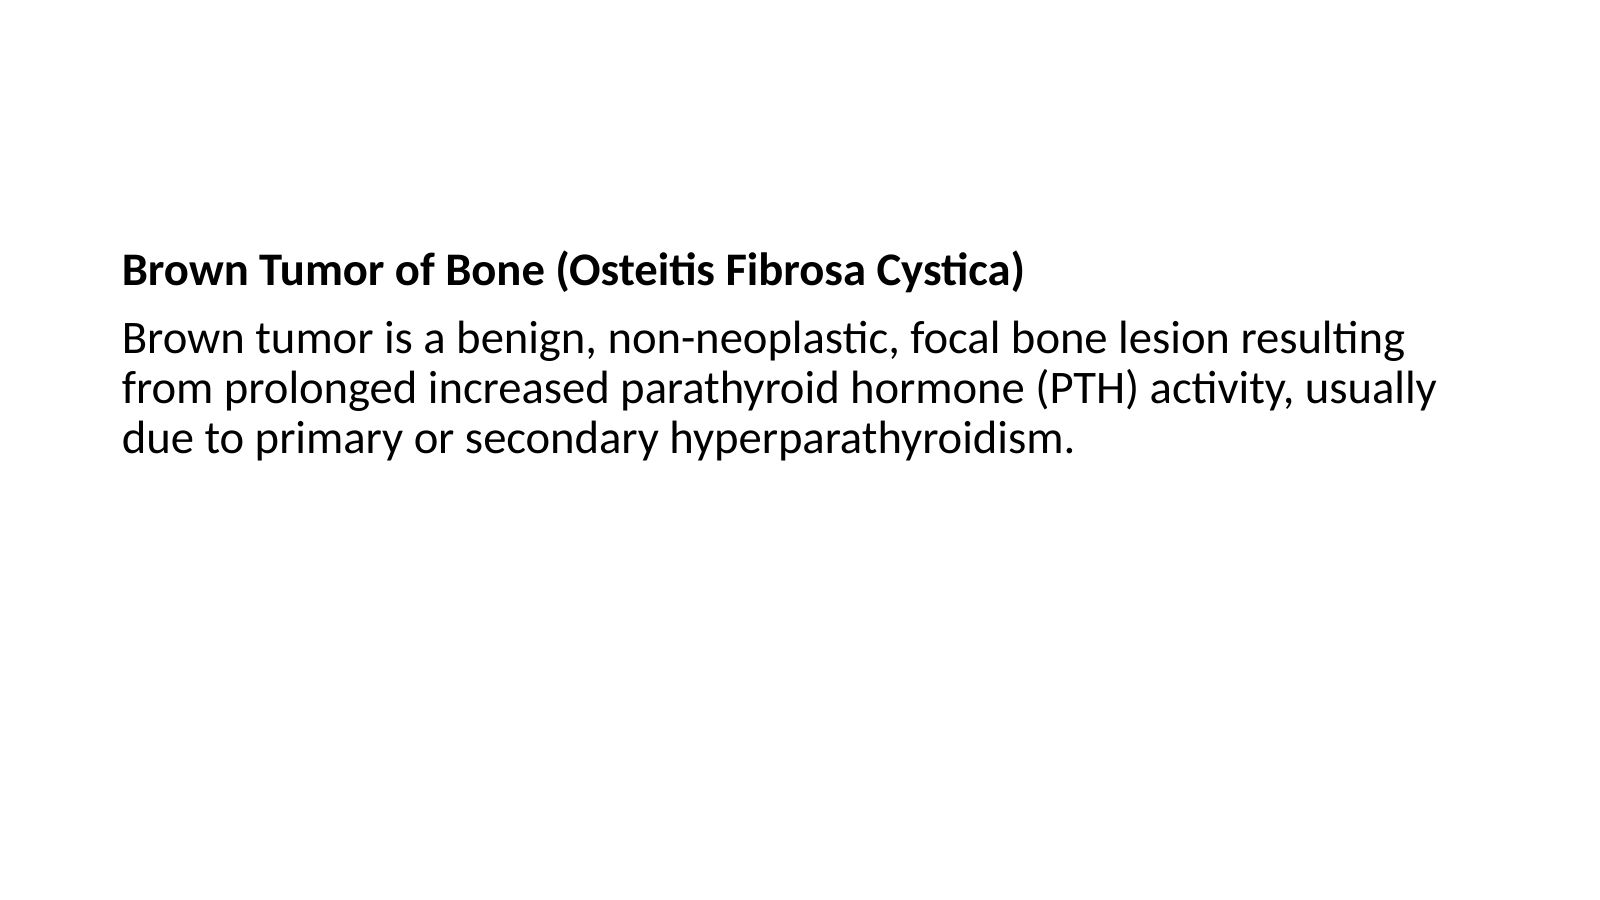 Brown Tumor of Bone (Osteitis Fibrosa Cystica)
Brown tumor is a benign, non-neoplastic, focal bone lesion resulting
from prolonged increased parathyroid hormone (PTH) activity, usually
due to primary or secondary hyperparathyroidism.